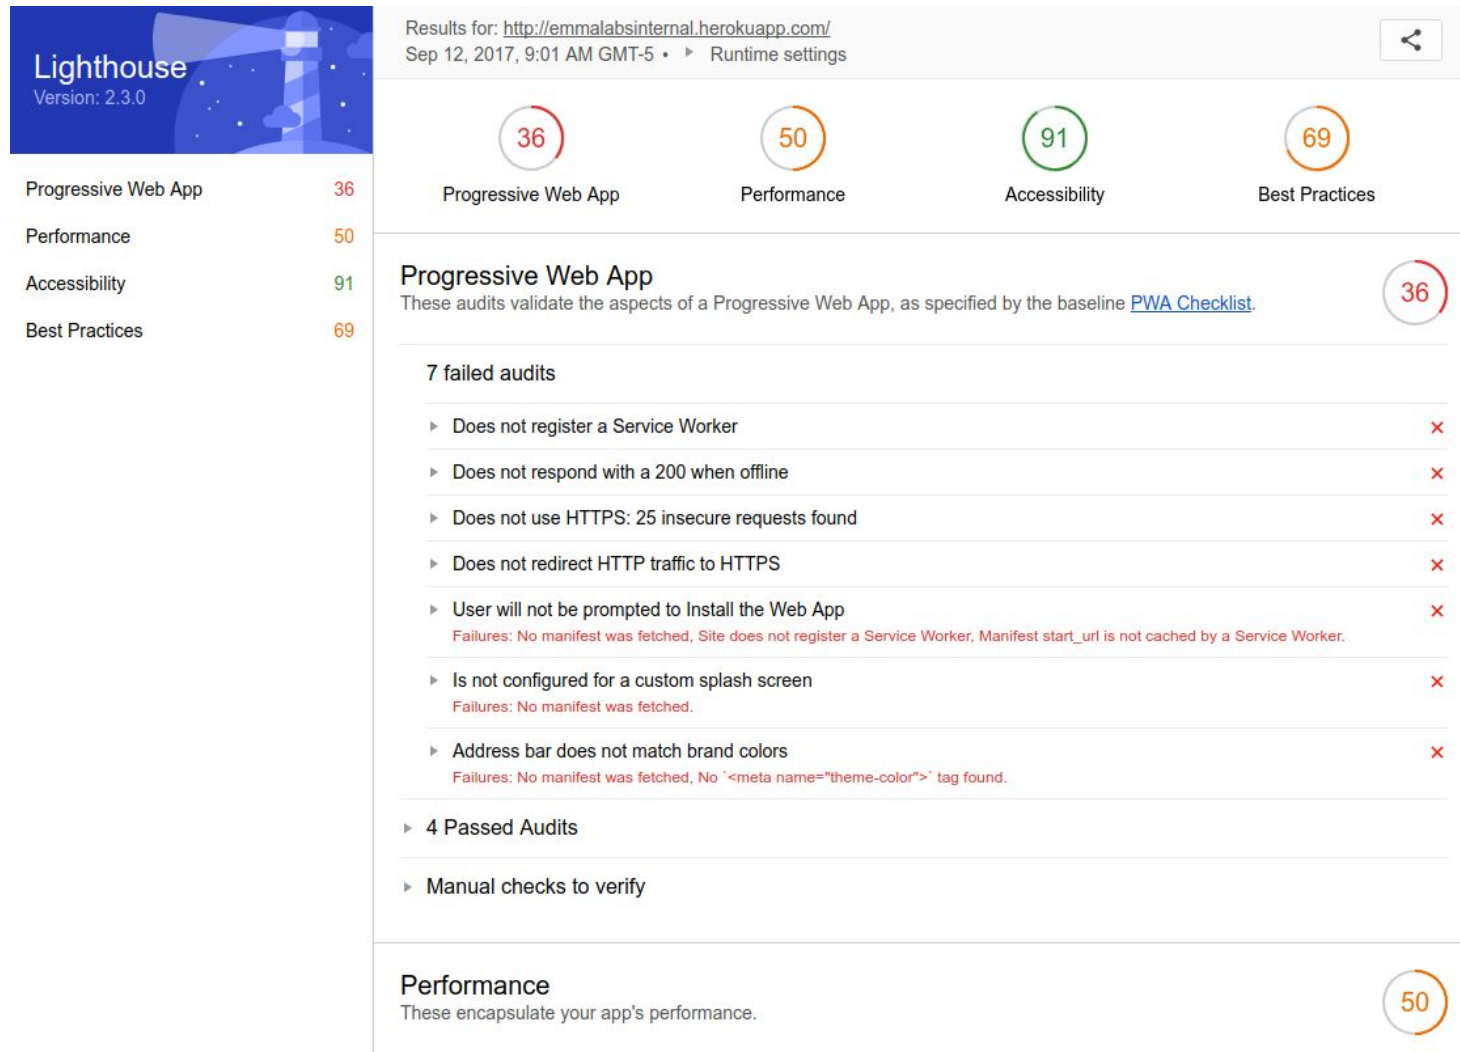 Lighthouse
Version: 2.3.0
Progressive Web App 36
Performance 50
Accessibility 91
Best Practices 69
Results for: http://emmalabsinternal.herokuapp.com/
Sep 12, 2017, 9:01 AM GMT-5 • Runtime settings
36
Progressive Web App
50
Performance
91
Accessibility
69
Best Practices
Progressive Web App
These audits validate the aspects of a Progressive Web App, as specified by the baseline PWA Checklist.
36
7 failed audits
Does not register a Service Worker
Does not respond with a 200 when offline
Does not use HTTPS: 25 insecure requests found
Does not redirect HTTP traffic to HTTPS
User will not be prompted to Install the Web App
Failures: No manifest was fetched, Site does not register a Service Worker, Manifest start_url is not cached by a Service Worker.
Is not configured for a custom splash screen
Failures: No manifest was fetched.
Address bar does not match brand colors
Failures: No manifest was fetched, No `<meta name="theme-color">` tag found.
4 Passed Audits
Manual checks to verify
Performance
These encapsulate your app's performance.
50